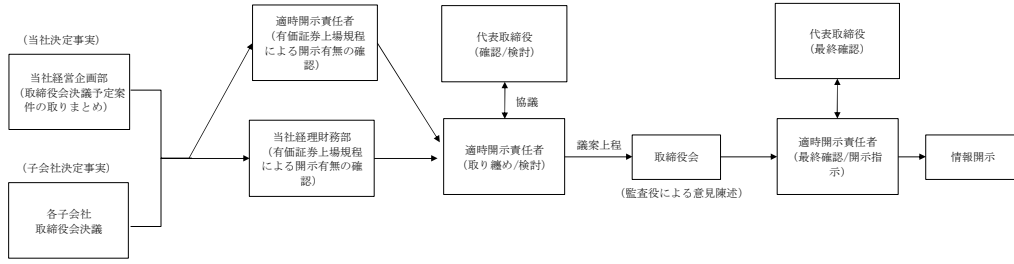 (当社決定事実)
当社経営企画部
(取締役会決議予定案
件の取りまとめ)
(子会社決定事実)
各子会社
取締役会決議
適時開示責任者
(有価証券上場規程
による開示有無の確
認)
当社経理財務部
(有価証券上場規程
による開示有無の確
認)
代表取締役
(確認/検討)
協議
適時開示責任者
(取り纏め/検討)
議案上程
取締役会
(監査役による意見陳述)
代表取締役
(最終確認)
適時開示責任者
(最終確認/開示指
示)
情報開示